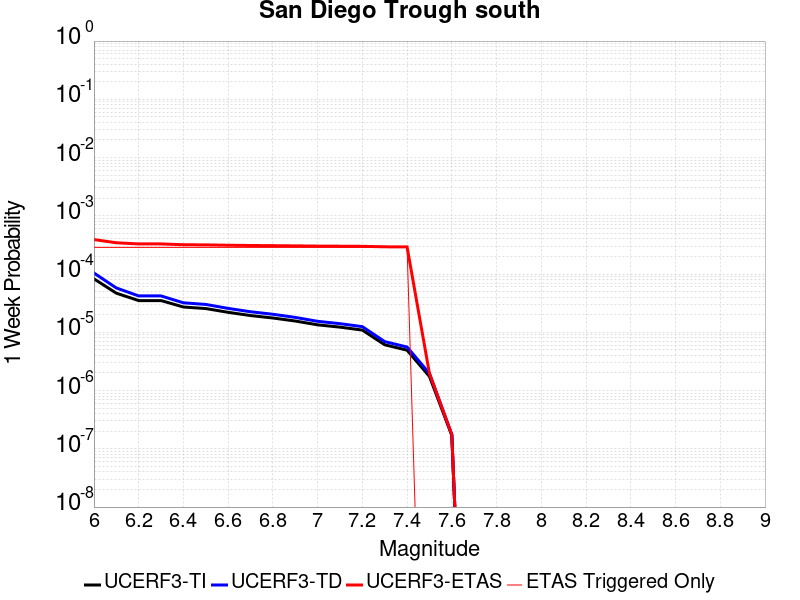 San Diego Trough south
1 Week Probability
10^0
10^-1
10^-2
10^-3
10^-4
10^-5
10^-6
10^-7
10^-8
6 6.2 6.4 6.6 6.8 7 7.2 7.4 7.6 7.8 8 8.2 8.4 8.6 8.8 9
Magnitude
UCERF3-TI UCERF3-TD UCERF3-ETAS ETAS Triggered Only